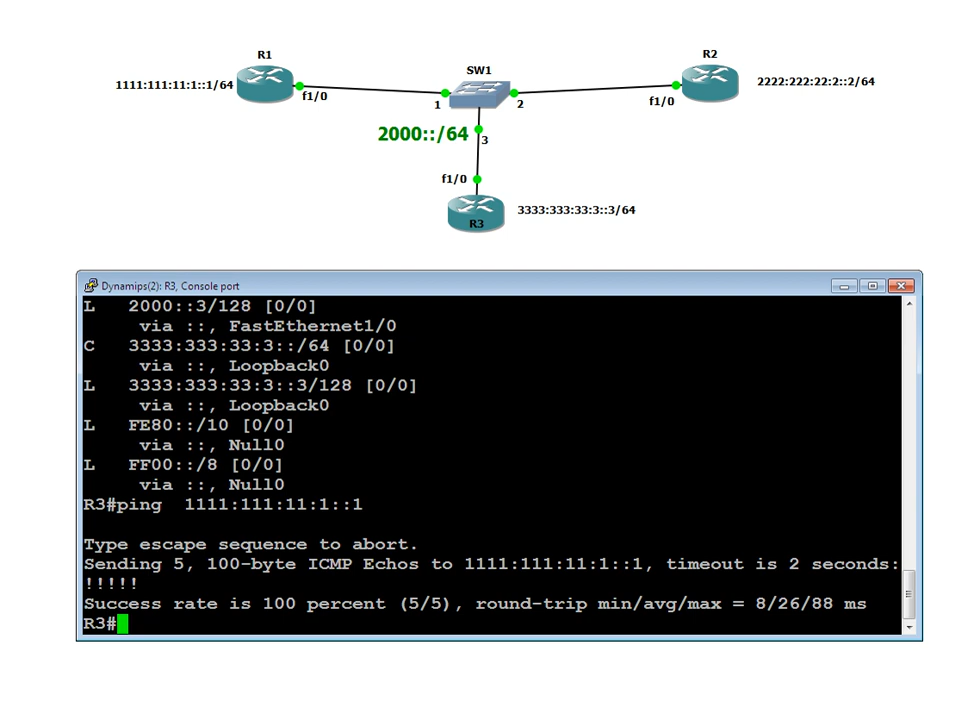 R1
R2
SW1
1111:111:11:1::1/64
2222:222:22:2::2/64
f1/0
1
2
f1/0
2000::/64
3
f1/0
3333:333:33:3::3/64
R3
Dynamips(2): R3, Console port
L 2000::3/128 [0/0]
via ::, FastEthernet1/0
C 3333:333:33:3::/64 [0/0]
via ::, Loopback0
L 3333:333:33:3::3/128 [0/0]
via ::, Loopback0
L FE80::/10 [0/0]
via ::, Null0
L FF00::/8 [0/0]
via ::, Null0
R3#ping 1111:111:11:1::1
Type escape sequence to abort.
Sending 5, 100-byte ICMP Echos to 1111:111:11:1::1, timeout is 2 seconds:
!!!!!
Success rate is 100 percent (5/5), round-trip min/avg/max = 8/26/88 ms
R3#